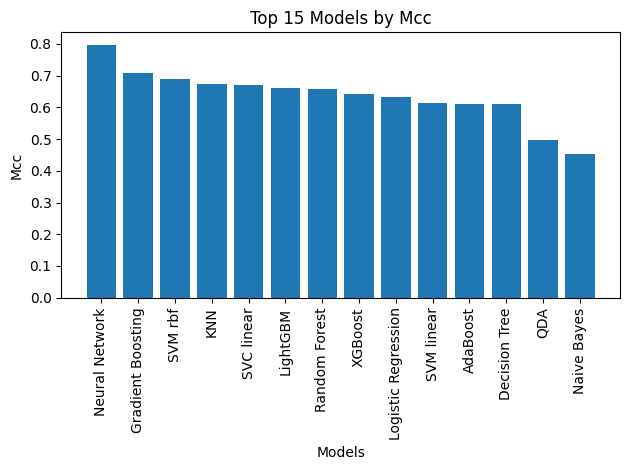 Top 15 Models by Mcc
Mcc
0.8
0.7
0.6
0.5
0.4
0.3
0.2
0.1
0.0
Neural Network
Gradient Boosting
SVM rbf
KNN
SVC linear
LightGBM
Random Forest
XGBoost
Logistic Regression
SVM linear
AdaBoost
Decision Tree
QDA
Naive Bayes
Models